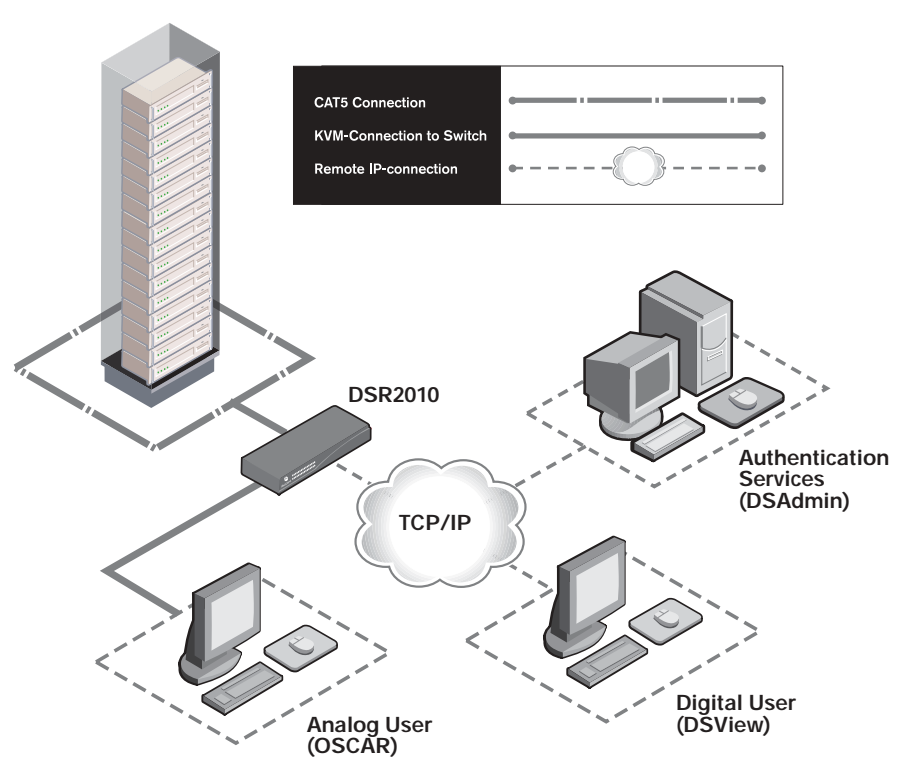 CAT5 Connection
KVM-Connection to Switch
Remote IP-connection
DSR2010
Authentication
Services
(DSAdmin)
TCP/IP
Digital User
(DSView)
Analog User
(OSCAR)